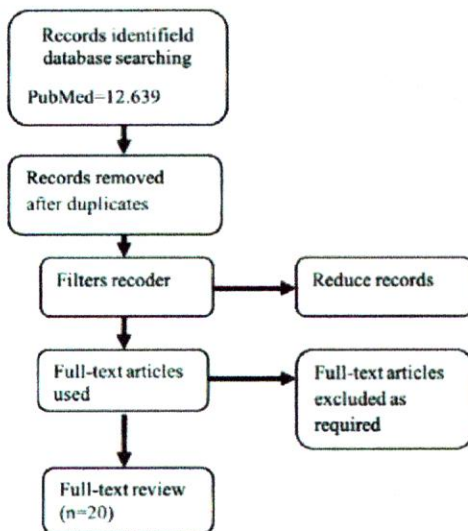 Records identifield
database searching
PubMed=12.639
Records removed
after duplicates
Filters recoder
Reduce records
Full-text articles
used
Full-text articles
excluded as
required
Full-text review
(n=20)